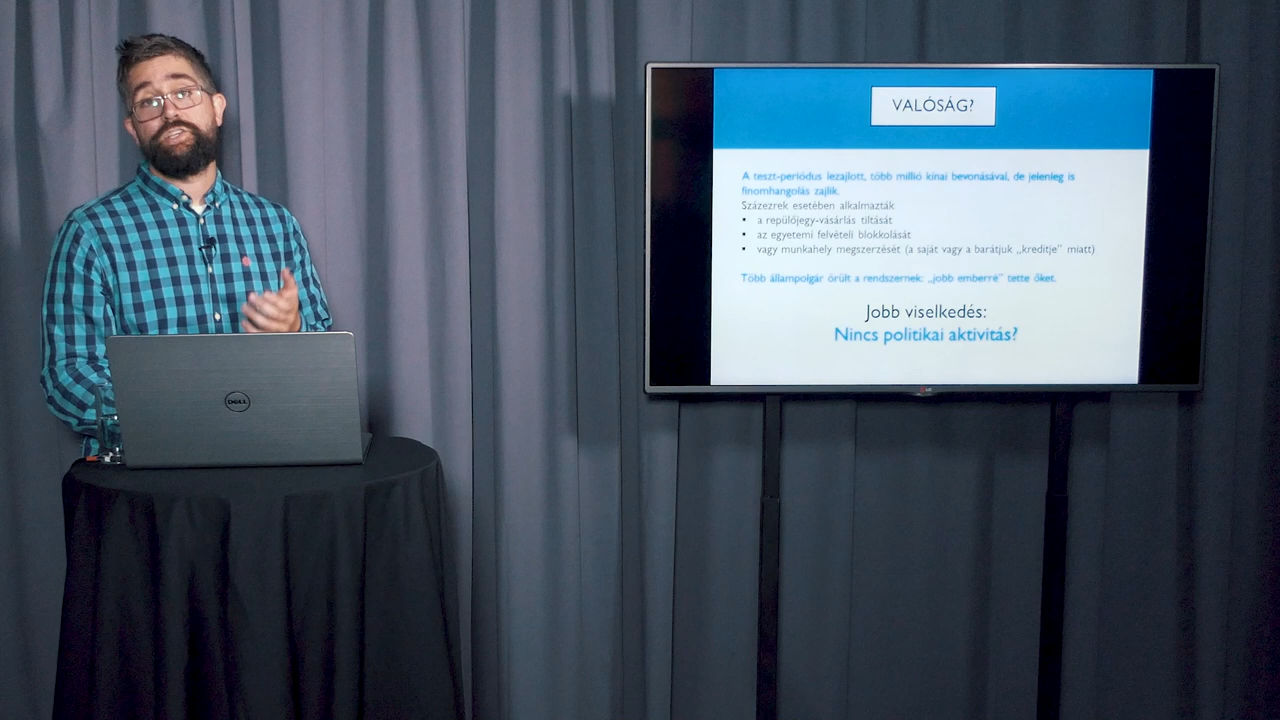 VALÓSÁG?
A teszt-periódus lezajlott, több millió kínai bevonásával, de jelenleg is
finomhangolás zajlik.
Százezrek esetében alkalmazták
▪ a repülőjegy-vásárlás tiltását
▪ az egyetemi felvételi blokkolását
▪ vagy munkahely megszerzését (a saját vagy a barátjuk „kreditje” miatt)
Több állampolgár örült a rendszernek: „jobb emberré” tette őket.
Jobb viselkedés:
Nincs politikai aktivitás?
DELL
LG